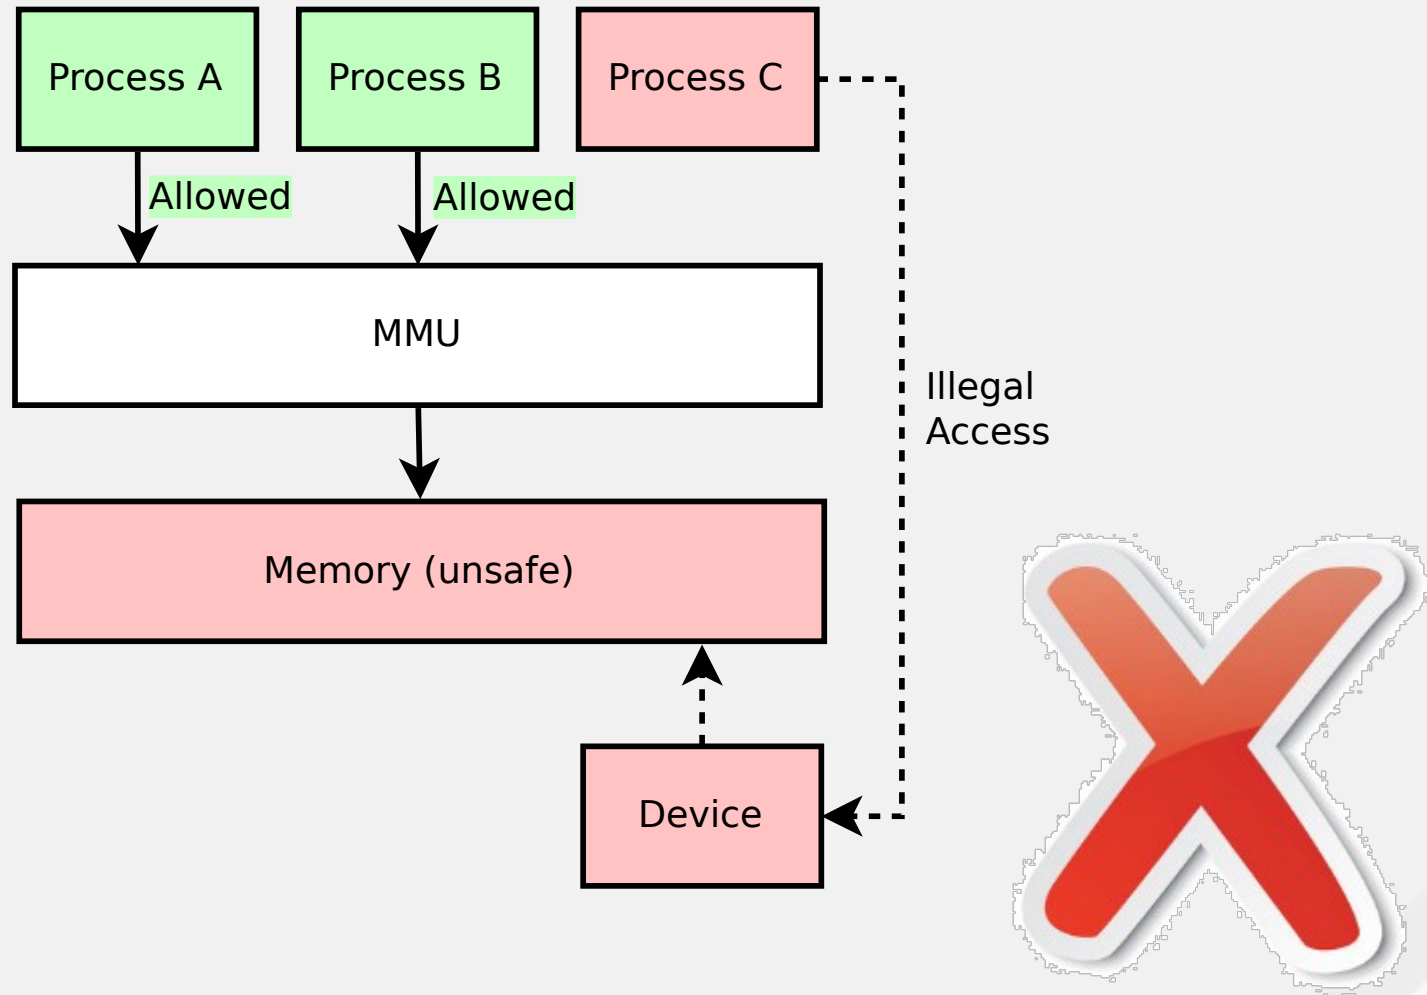 Process A
Process B
Process C
Allowed
Allowed
MMU
Illegal
Access
Memory (unsafe)
Device